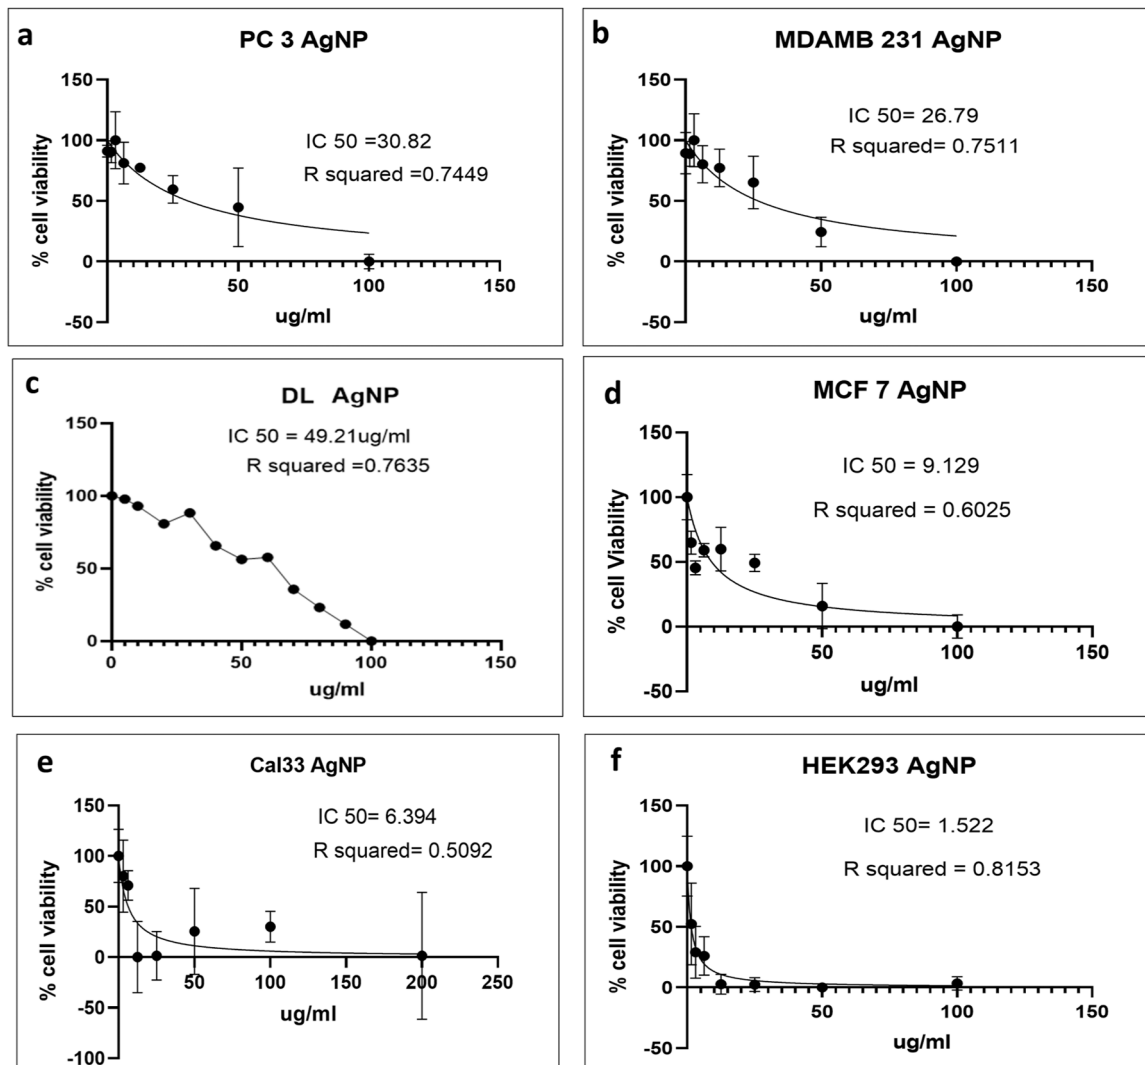 a
PC 3 AgNP
150
100
50
0
-50
% cell viability
IC 50 =30.82
R squared =0.7449
50
100
150
ug/ml
b
MDAMB 231 AgNP
150
100
50
0
-50
% cell viability
IC 50= 26.79
R squared= 0.7511
50
100
150
ug/ml
c
DL AgNP
150
100
50
0
% cell viability
IC 50 = 49.21ug/ml
R squared =0.7635
0
50
100
150
ug/ml
d
MCF 7 AgNP
150
100
50
0
-50
% cell Viability
IC 50 = 9.129
R squared = 0.6025
50
100
150
ug/ml
e
Cal33 AgNP
150
100
50
0
-50
-100
% cell viability
IC 50= 6.394
R squared= 0.5092
50
100
150
200
250
ug/ml
f
HEK293 AgNP
150
100
50
0
-50
% cell viability
IC 50= 1.522
R squared = 0.8153
50
100
150
ug/ml